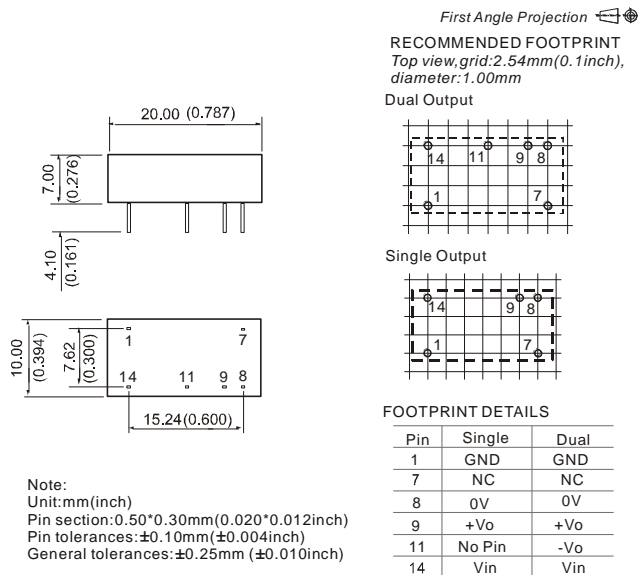 First Angle Projection
RECOMMENDED FOOTPRINT
Top view,grid:2.54mm(0.1inch),
diameter:1.00mm
Dual Output
14 11 9 8
1 7
Single Output
14 9 8
1 7
20.00 (0.787)
7.00
(0.276)
4.10
(0.161)
10.00
(0.394)
7.62
(0.300)
1 7
14 11 9 8
15.24(0.600)
Note:
Unit:mm(inch)
Pin section:0.50*0.30mm(0.020*0.012inch)
Pin tolerances:±0.10mm(±0.004inch)
General tolerances:±0.25mm (±0.010inch)
FOOTPRINT DETAILS
Pin Single Dual
1 GND GND
7 NC NC
8 0V 0V
9 +Vo +Vo
11 No Pin -Vo
14 Vin Vin